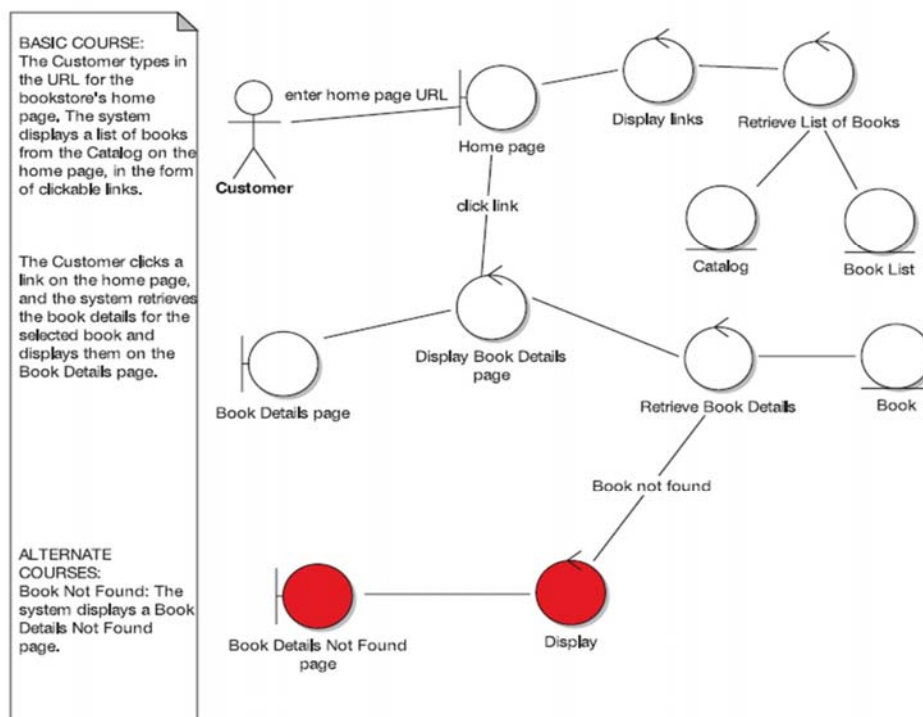 BASIC COURSE:
The Customer types in
the URL for the
bookstore's home
page. The system
displays a list of books
from the Catalog on the
home page, in the form
of clickable links.
The Customer clicks a
link on the home page,
and the system retrieves
the book details for the
selected book and
displays them on the
Book Details page.
ALTERNATE
COURSES:
Book Not Found: The
system displays a Book
Details Not Found
page.
enter home page URL
Customer
Home page
Display links
Retrieve List of Books
Catalog
Book List
click link
Display Book Details
page
Book Details page
Retrieve Book Details
Book
Book not found
Book Details Not Found
page
Display